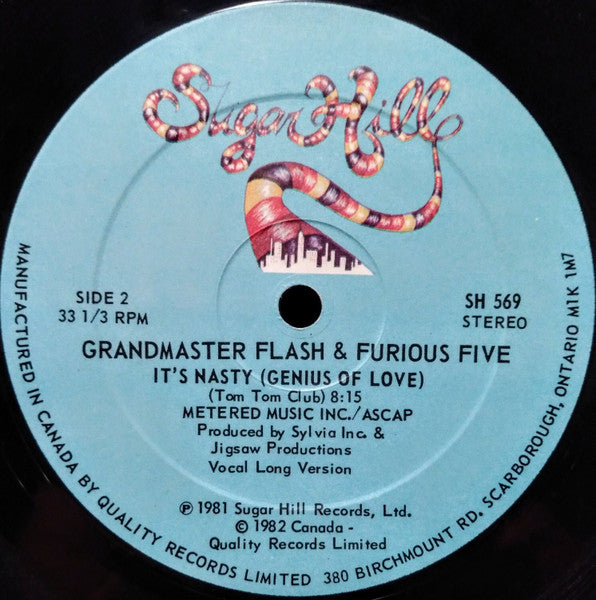 Sugar Hill
SIDE 2
33 1/3 RPM
SH 569
STEREO
GRANDMASTER FLASH & FURIOUS FIVE
IT'S NASTY (GENIUS OF LOVE)
(Tom Tom Club) 8:15
METERED MUSIC INC./ASCAP
Produced by Sylvia Inc. &
Jigsaw Productions
Vocal Long Version
℗ 1981 Sugar Hill Records, Ltd.
© 1982 Canada -
Quality Records Limited
MANUFACTURED IN CANADA BY QUALITY RECORDS LIMITED 380 BIRCHMOUNT RD. SCARBOROUGH, ONTARIO M1K 1M7